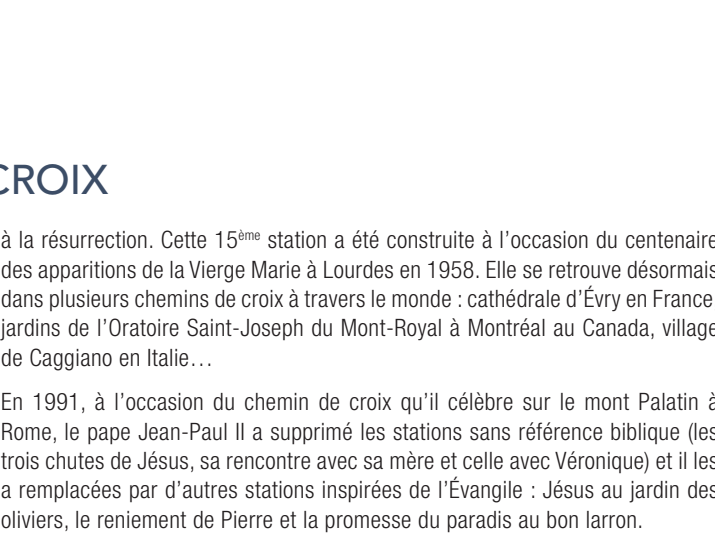 CROIX
à la résurrection. Cette 15ème station a été construite à l’occasion du centenaire
des apparitions de la Vierge Marie à Lourdes en 1958. Elle se retrouve désormais
dans plusieurs chemins de croix à travers le monde : cathédrale d’Évry en France
jardins de l’Oratoire Saint-Joseph du Mont-Royal à Montréal au Canada, village
de Caggiano en Italie…
En 1991, à l’occasion du chemin de croix qu’il célèbre sur le mont Palatin à
Rome, le pape Jean-Paul II a supprimé les stations sans référence biblique (les
trois chutes de Jésus, sa rencontre avec sa mère et celle avec Véronique) et il les
a remplacées par d’autres stations inspirées de l’Évangile : Jésus au jardin des
oliviers, le reniement de Pierre et la promesse du paradis au bon larron.